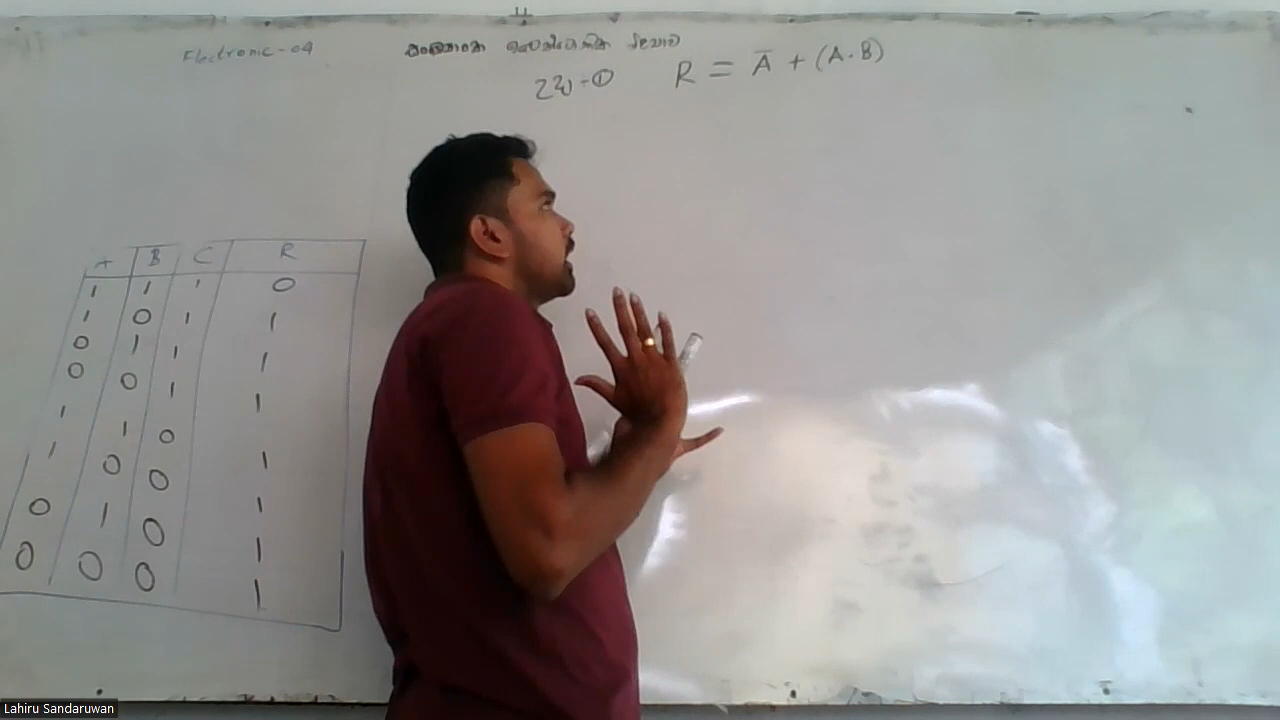 Electronic-04
R = A̅ + (A.B)
A B C R
1 1 1 0
1 0 1 1
0 1 1 1
0 0 1 1
1 1 0 1
1 0 0 1
0 1 0 1
0 0 0 1
Lahiru Sandaruwan